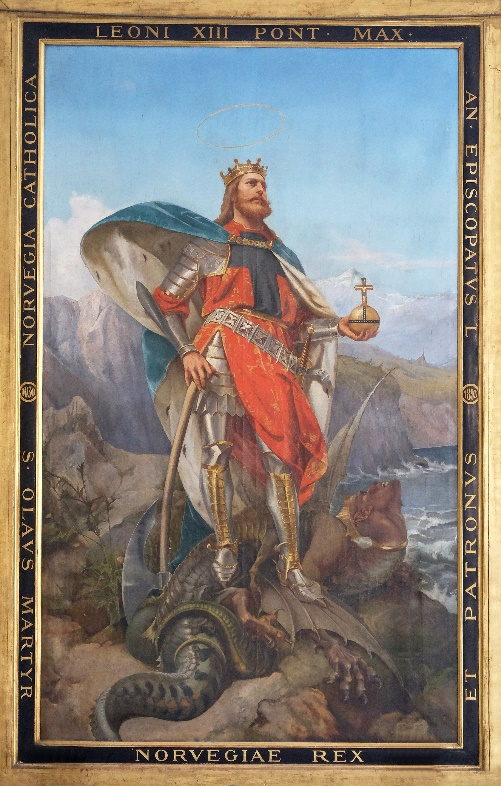 LEONI XIII PONT · MAX ·
NORVEGIA CATHOLICA
AN · EPISCOPATVS L
S · OLAVS MARTYR
NORVEGIAE REX
ET PATRONVS